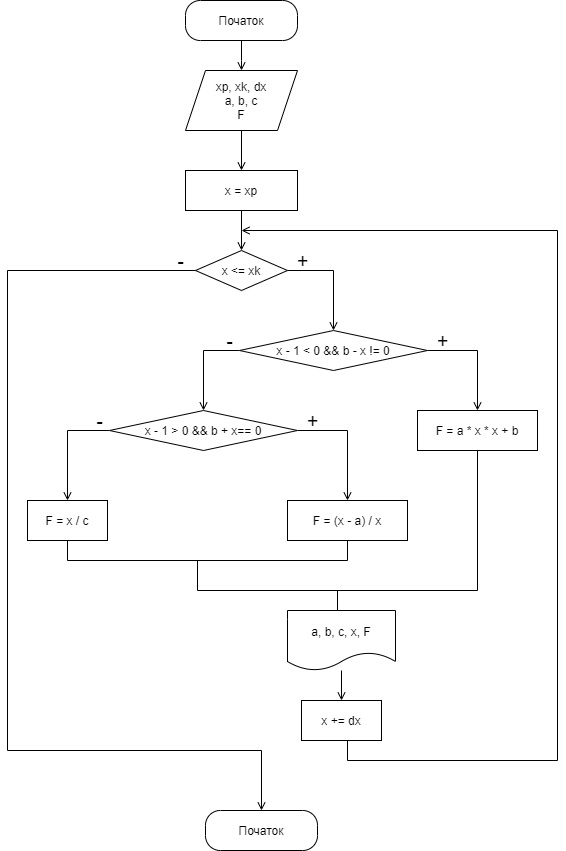 Початок
xp, xk, dx
a, b, c
F
x = xp
x <= xk
-
+
x - 1 < 0 && b - x != 0
-
+
x - 1 > 0 && b + x== 0
-
+
F = a * x * x + b
F = x / c
F = (x - a) / x
a, b, c, x, F
x += dx
Початок